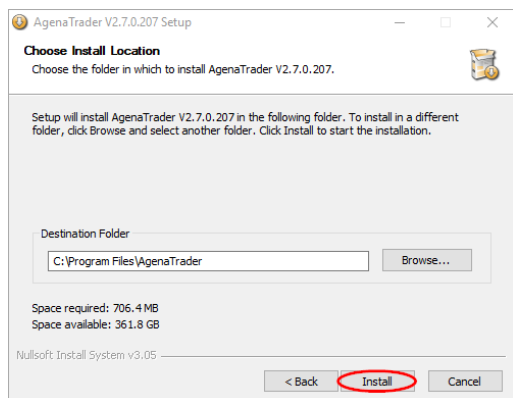 AgenaTrader V2.7.0.207 Setup
Choose Install Location
Choose the folder in which to install AgenaTrader V2.7.0.207.
Setup will install AgenaTrader V2.7.0.207 in the following folder. To install in a different
folder, click Browse and select another folder. Click Install to start the installation.
Destination Folder
C:\Program Files\AgenaTrader
Browse...
Space required: 706.4 MB
Space available: 361.8 GB
Nullsoft Install System v3.05
< Back Install Cancel